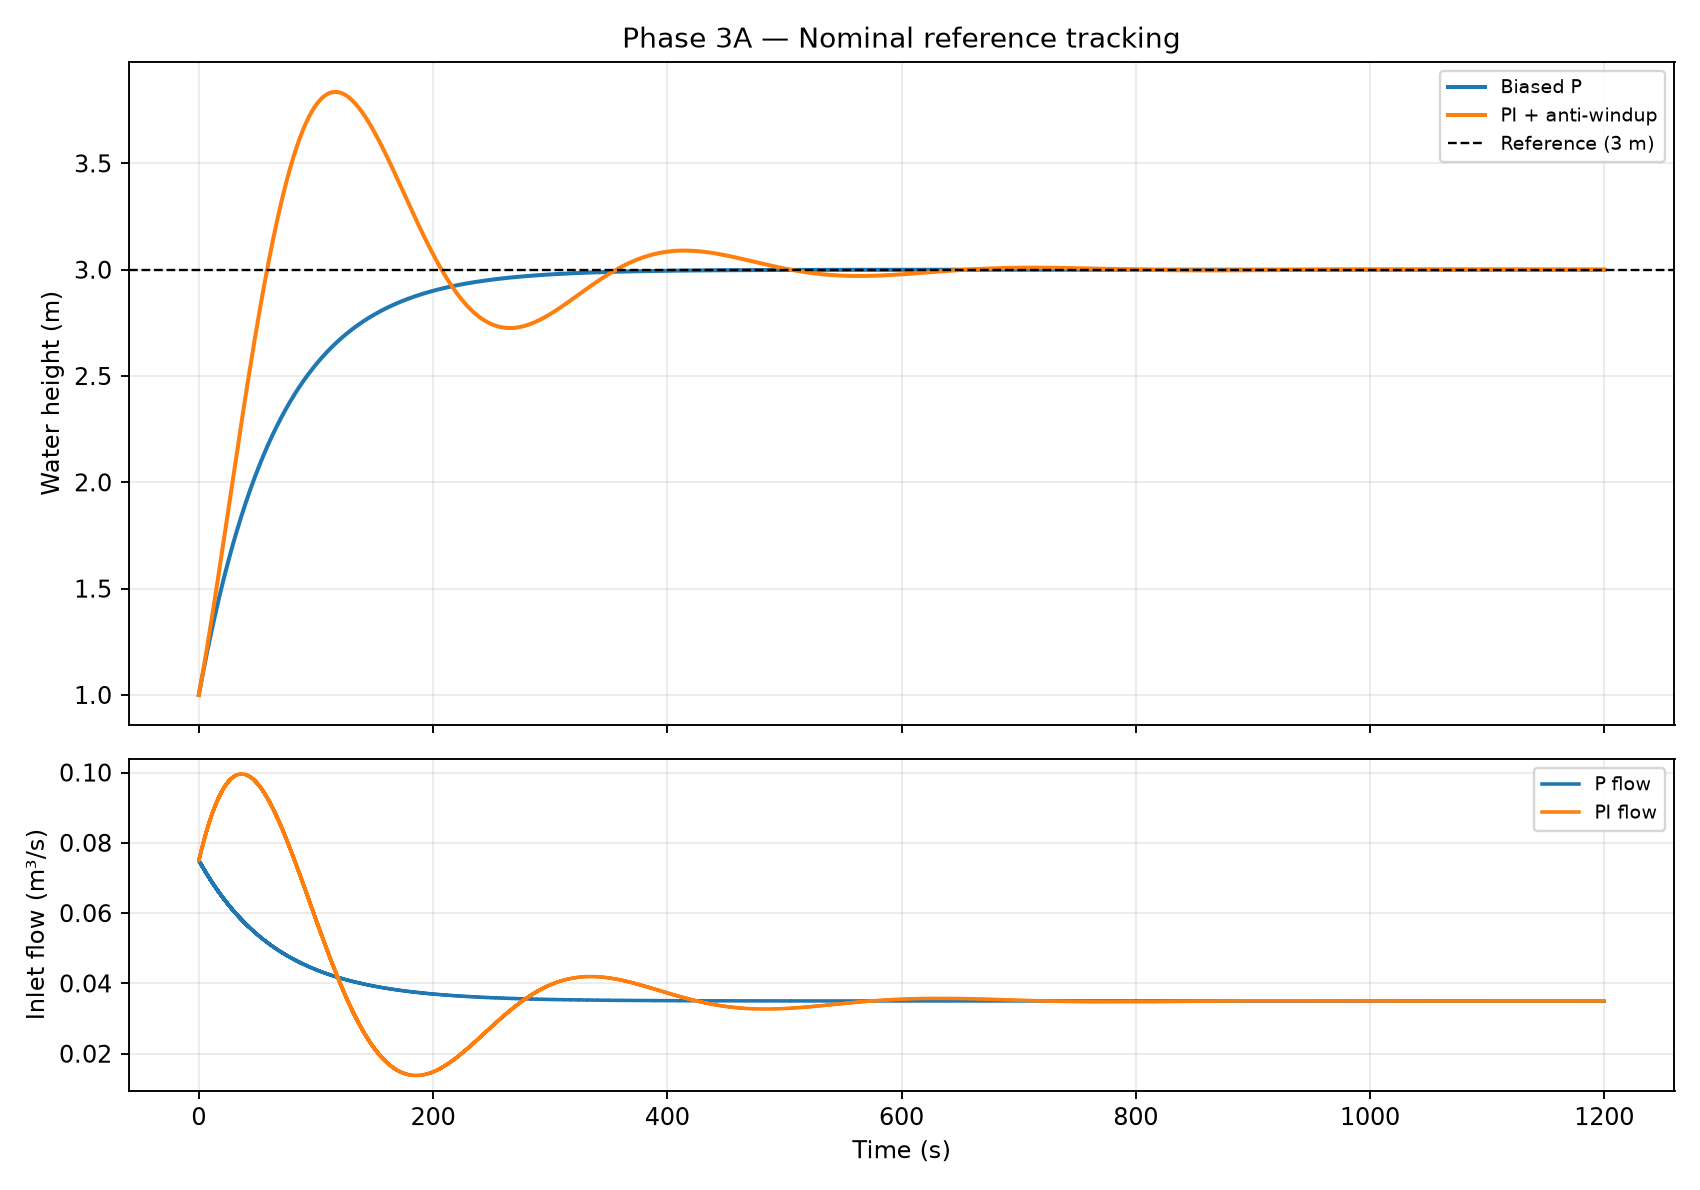 Phase 3A — Nominal reference tracking
Biased P
PI + anti-windup
Reference (3 m)
Water height (m)
3.5
3.0
2.5
2.0
1.5
1.0
P flow
PI flow
Inlet flow (m³/s)
0.10
0.08
0.06
0.04
0.02
0 200 400 600 800 1000 1200
Time (s)